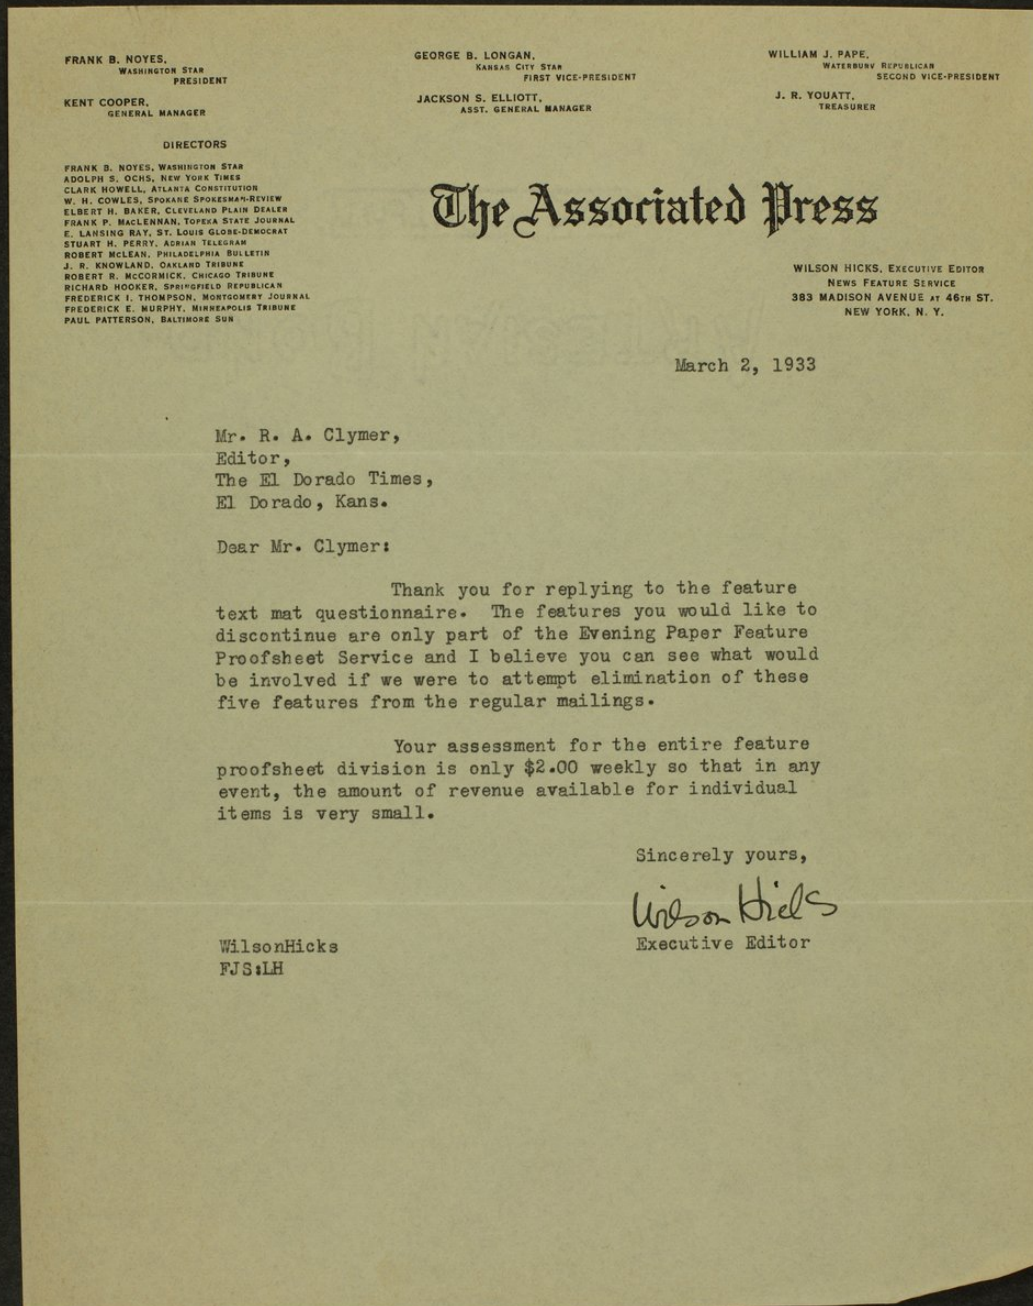 FRANK B. NOYES,
WASHINGTON STAR
PRESIDENT
KENT COOPER,
GENERAL MANAGER
GEORGE B. LONGAN,
KANSAS CITY STAR
FIRST VICE-PRESIDENT
JACKSON S. ELLIOTT,
ASST. GENERAL MANAGER
WILLIAM J. PAPE,
WATERBURY REPUBLICAN
SECOND VICE-PRESIDENT
J. R. YOUATT,
TREASURER
DIRECTORS
FRANK B. NOYES, WASHINGTON STAR
ADOLPH S. OCHS, NEW YORK TIMES
CLARK HOWELL, ATLANTA CONSTITUTION
W. H. COWLES, SPOKANE SPOKESMAN-REVIEW
ELBERT H. BAKER, CLEVELAND PLAIN DEALER
FRANK P. MACLENNAN, TOPEKA STATE JOURNAL
E. LANSING RAY, ST. LOUIS GLOBE-DEMOCRAT
STUART H. PERRY, ADRIAN TELEGRAM
ROBERT MCLEAN, PHILADELPHIA BULLETIN
J. R. KNOWLAND, OAKLAND TRIBUNE
ROBERT R. MCCORMICK, CHICAGO TRIBUNE
RICHARD HOOKER, SPRINGFIELD REPUBLICAN
FREDERICK I. THOMPSON, MONTGOMERY JOURNAL
FREDERICK E. MURPHY, MINNEAPOLIS TRIBUNE
PAUL PATTERSON, BALTIMORE SUN
The Associated Press
WILSON HICKS, EXECUTIVE EDITOR
NEWS FEATURE SERVICE
383 MADISON AVENUE AT 46TH ST.
NEW YORK, N. Y.
March 2, 1933
Mr. R. A. Clymer,
Editor,
The El Dorado Times,
El Dorado, Kans.
Dear Mr. Clymer:
Thank you for replying to the feature
text mat questionnaire. The features you would like to
discontinue are only part of the Evening Paper Feature
Proofsheet Service and I believe you can see what would
be involved if we were to attempt elimination of these
five features from the regular mailings.
Your assessment for the entire feature
proofsheet division is only $2.00 weekly so that in any
event, the amount of revenue available for individual
items is very small.
Sincerely yours,
Wilson Hicks
Executive Editor
WilsonHicks
FJS:LH